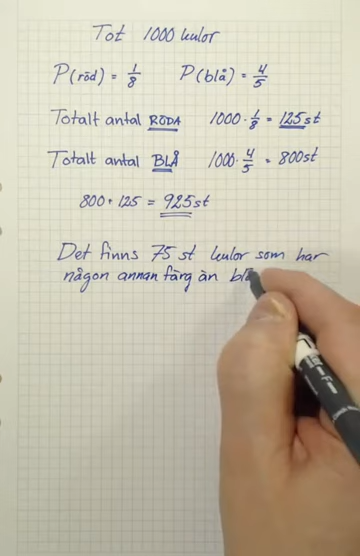 Tot 1000 kulor
P(röd) = 1/8 P(blå) = 4/5
Totalt antal RÖDA 1000 · 1/8 = 125 st
Totalt antal BLÅ 1000 · 4/5 = 800 st
800 + 125 = 925 st
Det finns 75 st kulor som har
någon annan färg än blå